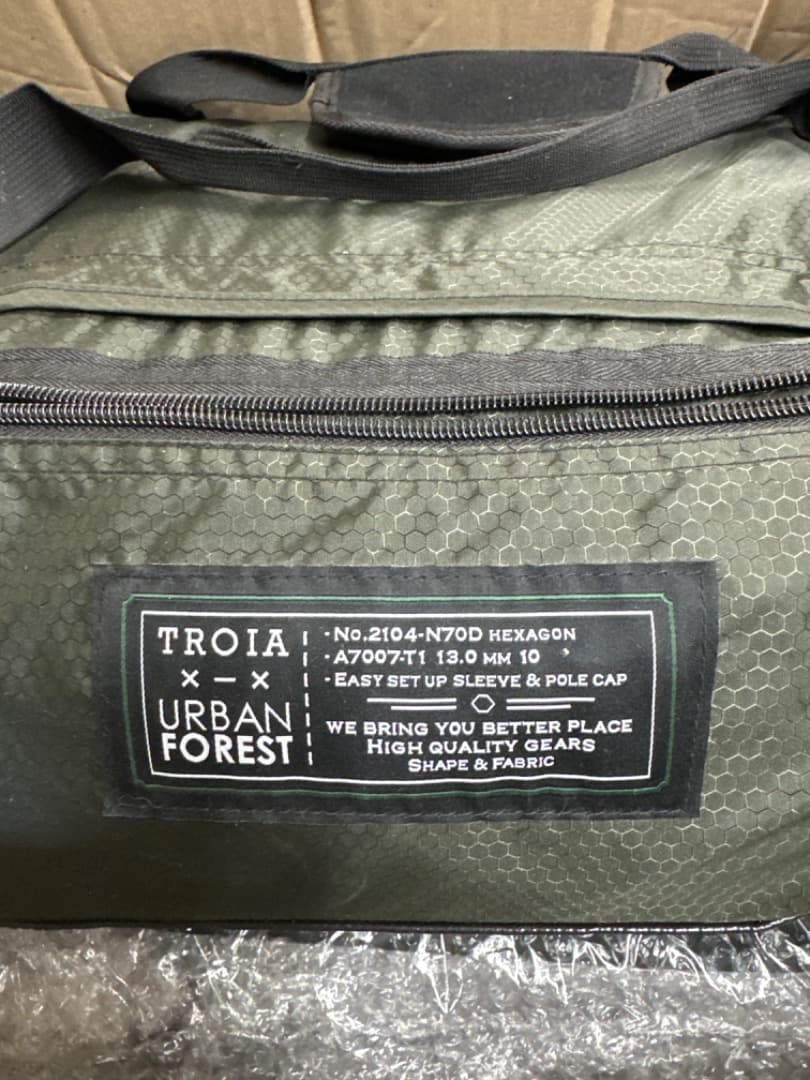 TROIA
×–×
URBAN
FOREST
·No.2104-N70D HEXAGON
·A7007-T1 13.0 MM 10
·EASY SET UP SLEEVE & POLE CAP
WE BRING YOU BETTER PLACE
HIGH QUALITY GEARS
SHAPE & FABRIC